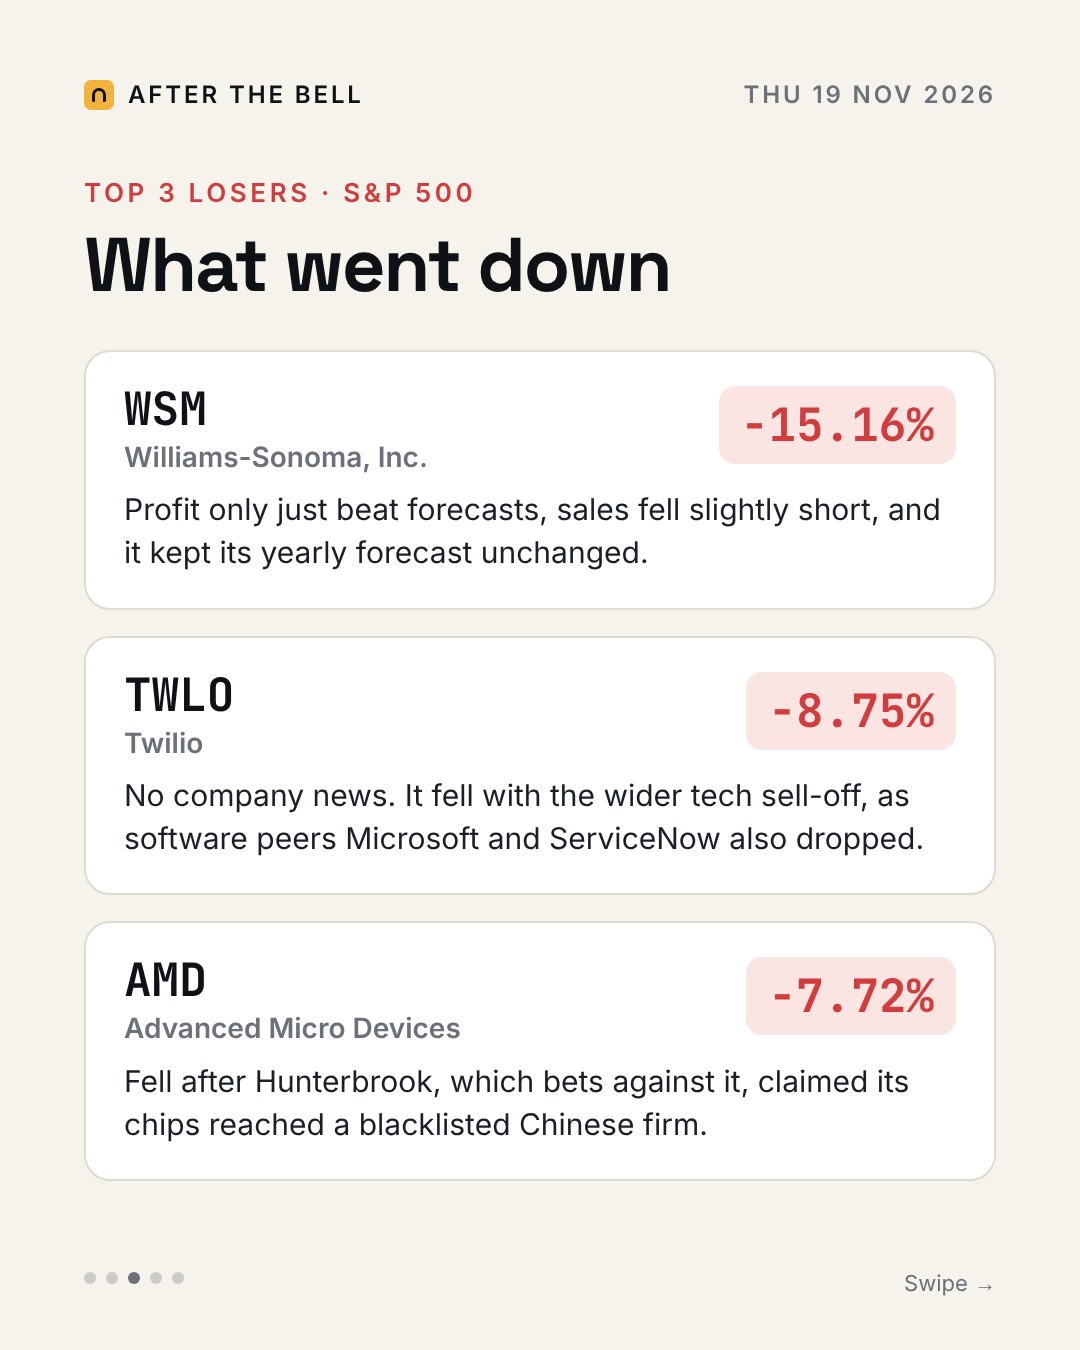 AFTER THE BELL
THU 19 NOV 2026
TOP 3 LOSERS · S&P 500
What went down
WSM
-15.16%
Williams-Sonoma, Inc.
Profit only just beat forecasts, sales fell slightly short, and
it kept its yearly forecast unchanged.
TWLO
-8.75%
Twilio
No company news. It fell with the wider tech sell-off, as
software peers Microsoft and ServiceNow also dropped.
AMD
-7.72%
Advanced Micro Devices
Fell after Hunterbrook, which bets against it, claimed its
chips reached a blacklisted Chinese firm.
Swipe →